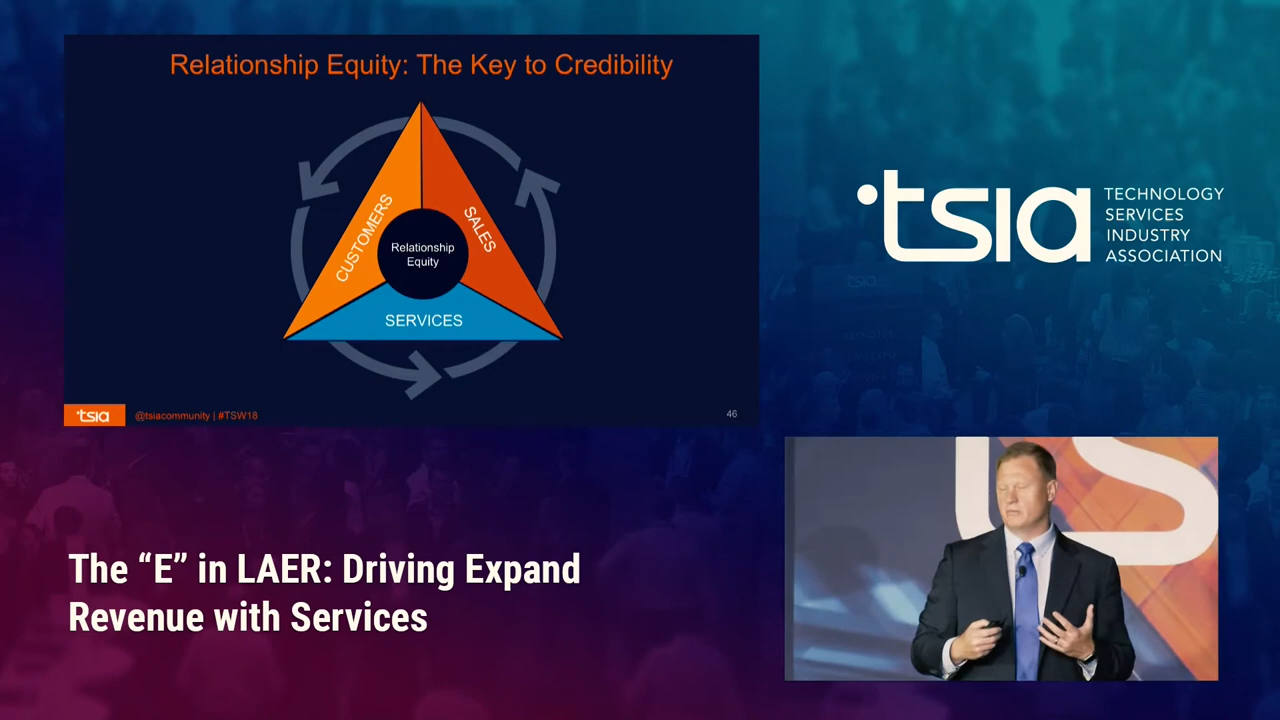 Relationship Equity: The Key to Credibility
CUSTOMERS
SALES
Relationship
Equity
SERVICES
tsia
@tsiacommunity | #TSW18
46
tsia
TECHNOLOGY
SERVICES
INDUSTRY
ASSOCIATION
The “E” in LAER: Driving Expand
Revenue with Services